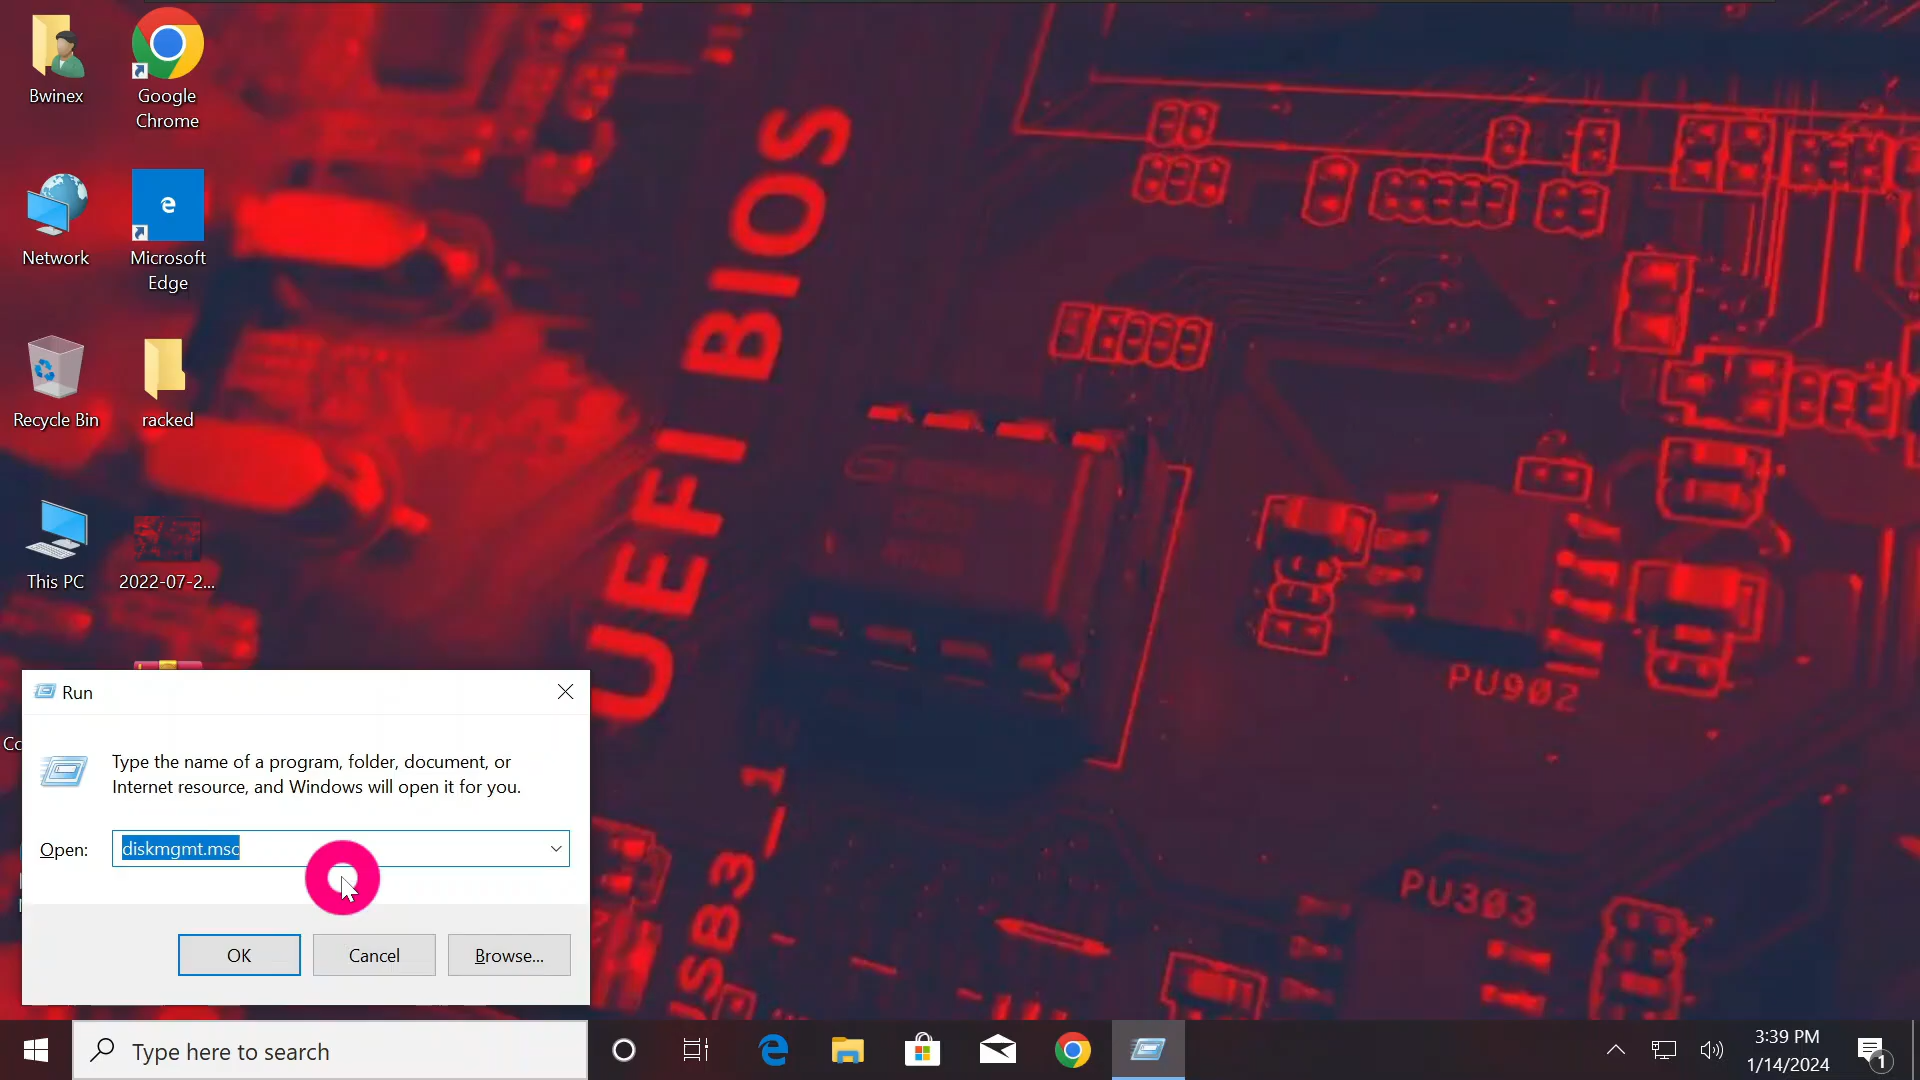 Bwinex
Google
Chrome
Network
Microsoft
Edge
Recycle Bin
racked
This PC
2022-07-2...
UEFI BIOS
PU902
PU303
Run
Type the name of a program, folder, document, or
Internet resource, and Windows will open it for you.
Open:
diskmgmt.msc
OK
Cancel
Browse...
Type here to search
3:39 PM
1/14/2024
1